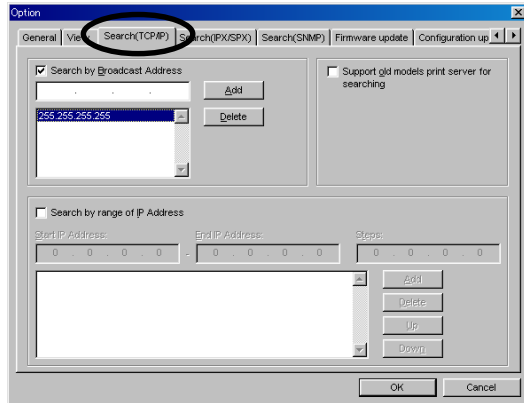 Option
General View Search(TCP/IP) Search(IPX/SPX) Search(SNMP) Firmware update Configuration up
Search by Broadcast Address
. . . Add
255.255.255.255 Delete
Support old models print server for
searching
Search by range of IP Address
Start IP Address: End IP Address: Steps:
0 . 0 . 0 . 0 - 0 . 0 . 0 . 0 0 . 0 . 0 . 0
Add
Delete
Up
Down
OK Cancel